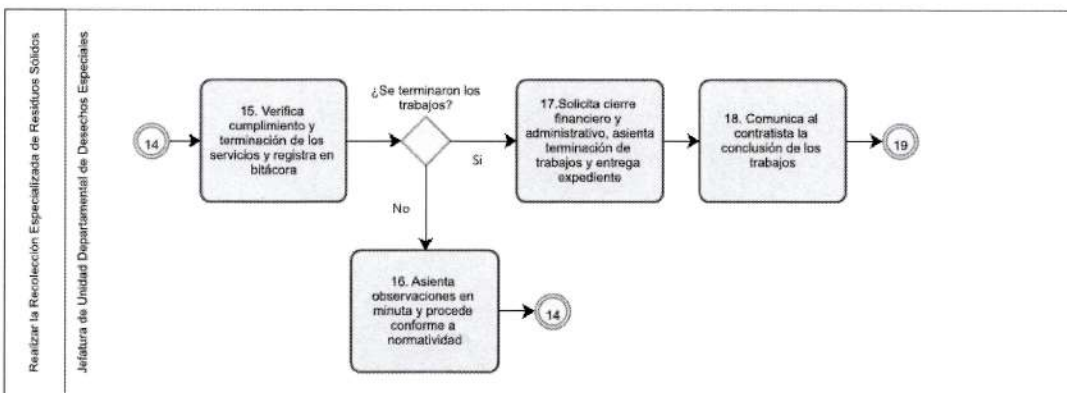 Realizar la Recolección Especializada de Residuos Sólidos
Jefatura de Unidad Departamental de Desechos Especiales
14
15. Verifica
cumplimiento y
terminación de los
servicios y registra en
bitácora
¿Se terminaron los
trabajos?
Si
No
17.Solicita cierre
financiero y
administrativo, asienta
terminación de
trabajos y entrega
expediente
18. Comunica al
contratista la
conclusión de los
trabajos
19
16. Asienta
observaciones en
minuta y procede
conforme a
normatividad
14